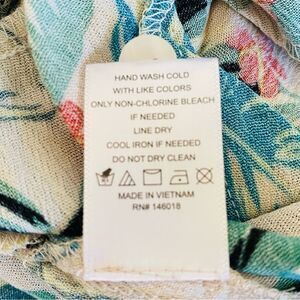 HAND WASH COLD
WITH LIKE COLORS
ONLY NON-CHLORINE BLEACH
IF NEEDED
LINE DRY
COOL IRON IF NEEDED
DO NOT DRY CLEAN
MADE IN VIETNAM
RN# 146018